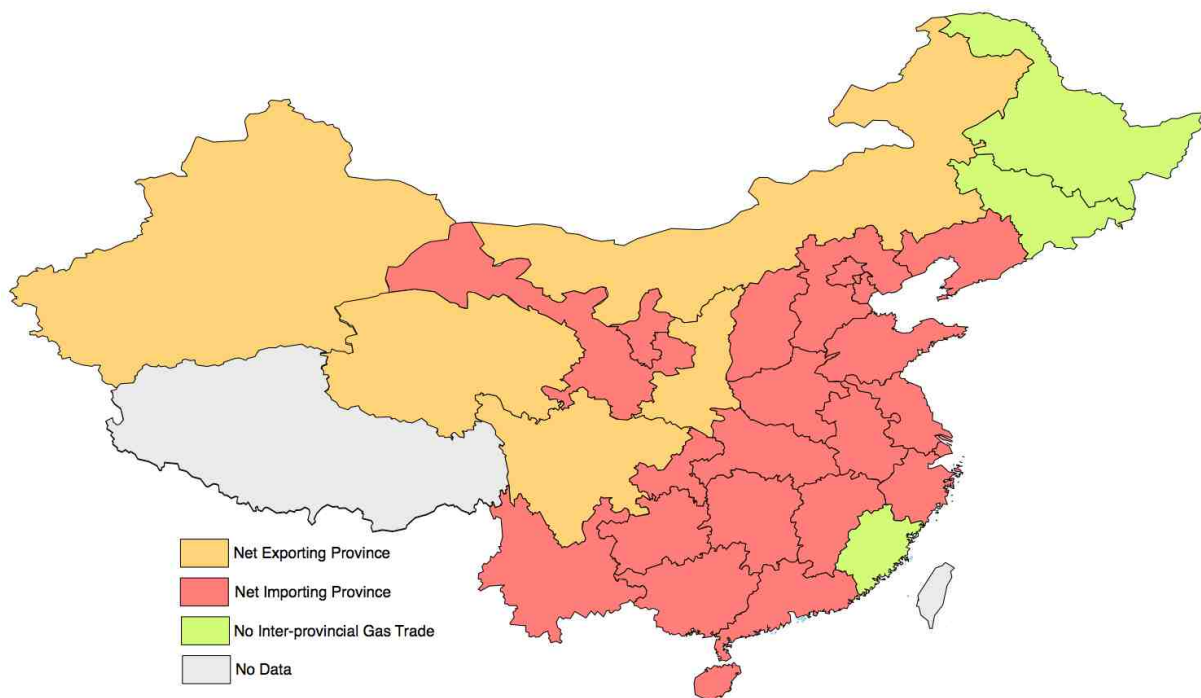 Net Exporting Province
Net Importing Province
No Inter-provincial Gas Trade
No Data